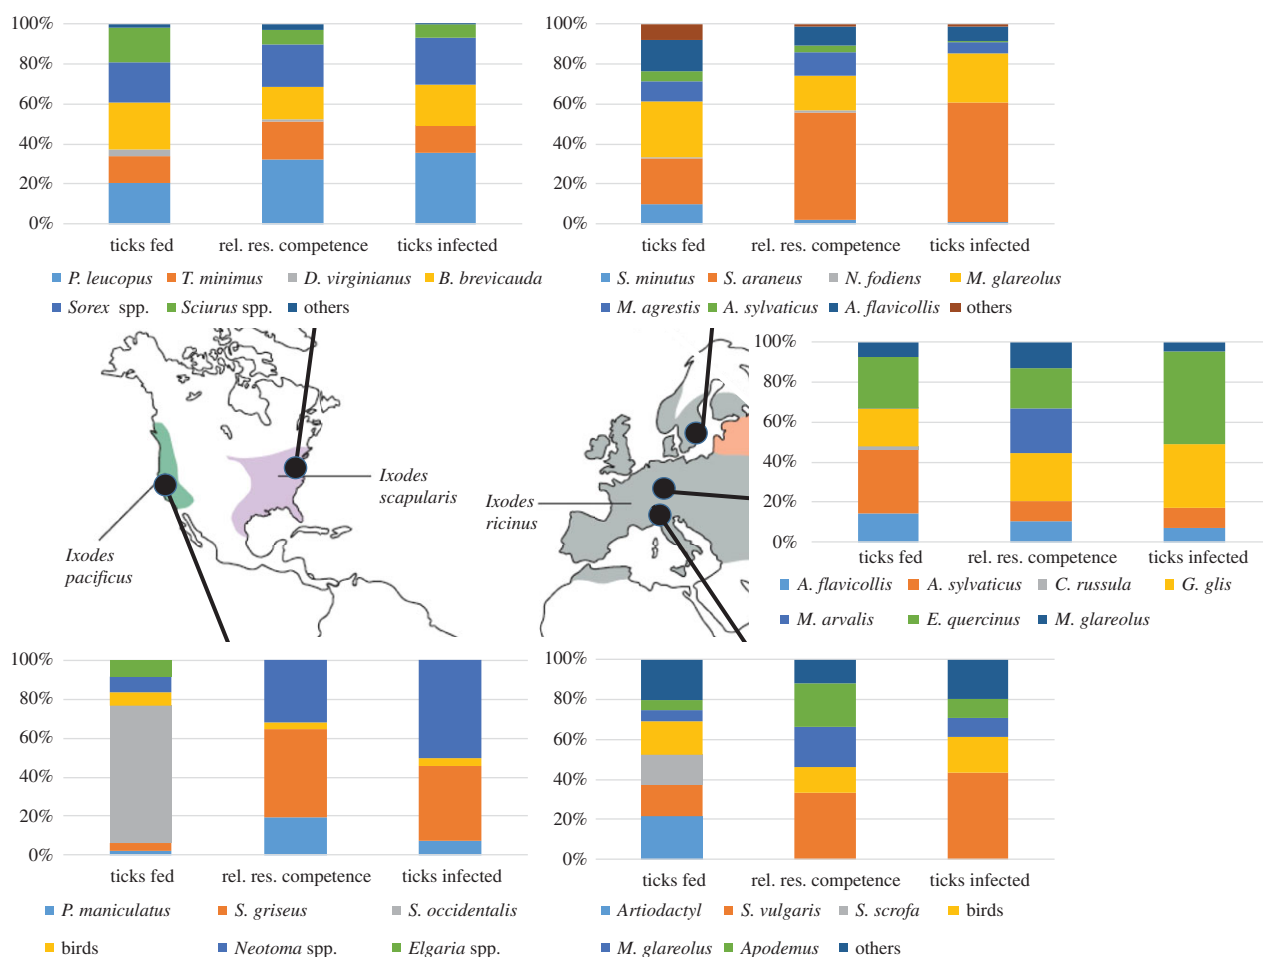 100%
80%
60%
40%
20%
0%
ticks fed rel. res. competence ticks infected
P. leucopus T. minimus D. virginianus B. brevicauda
Sorex spp. Sciurus spp. others
100%
80%
60%
40%
20%
0%
ticks fed rel. res. competence ticks infected
S. minutus S. araneus N. fodiens M. glareolus
M. agrestis A. sylvaticus A. flavicollis others
Ixodes
scapularis
Ixodes
pacificus
Ixodes
ricinus
100%
80%
60%
40%
20%
0%
ticks fed rel. res. competence ticks infected
A. flavicollis A. sylvaticus C. russula G. glis
M. arvalis E. quercinus M. glareolus
100%
80%
60%
40%
20%
0%
ticks fed rel. res. competence ticks infected
P. maniculatus S. griseus S. occidentalis
birds Neotoma spp. Elgaria spp.
100%
80%
60%
40%
20%
0%
ticks fed rel. res. competence ticks infected
Artiodactyl S. vulgaris S. scrofa birds
M. glareolus Apodemus others